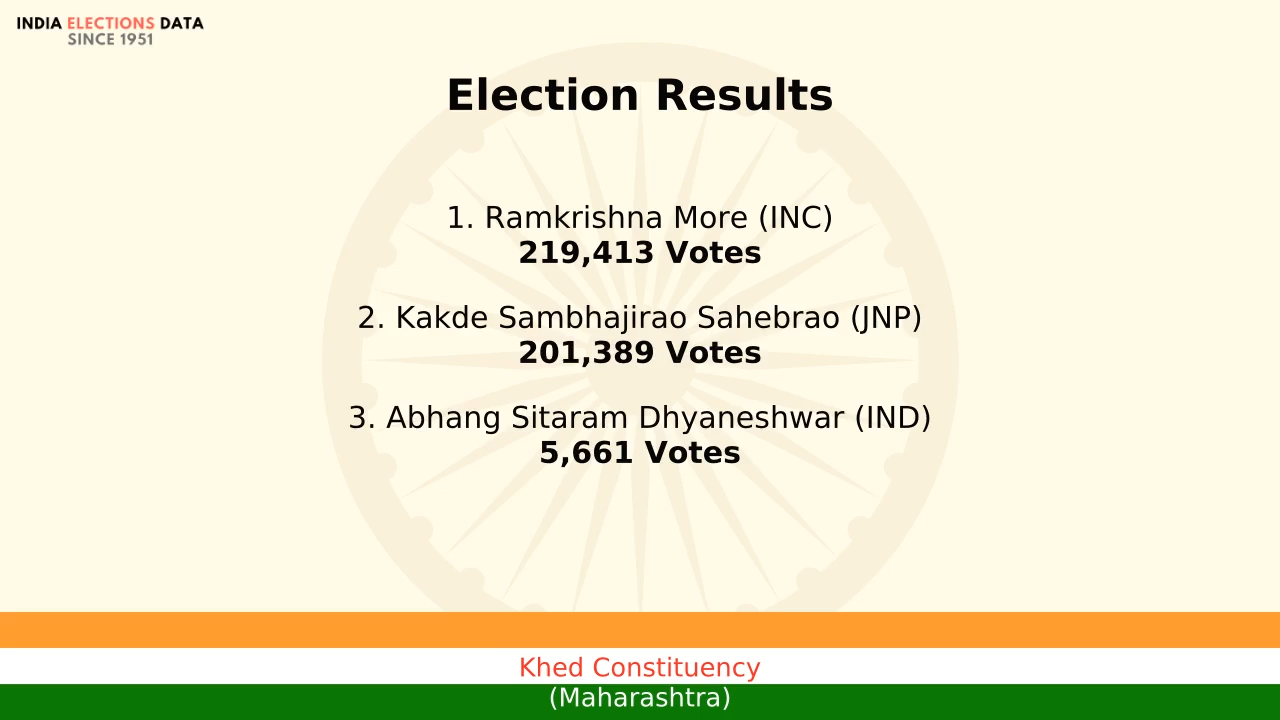 INDIA ELECTIONS DATA
SINCE 1951
Election Results
1. Ramkrishna More (INC)
219,413 Votes
2. Kakde Sambhajirao Sahebrao (JNP)
201,389 Votes
3. Abhang Sitaram Dhyaneshwar (IND)
5,661 Votes
Khed Constituency
(Maharashtra)